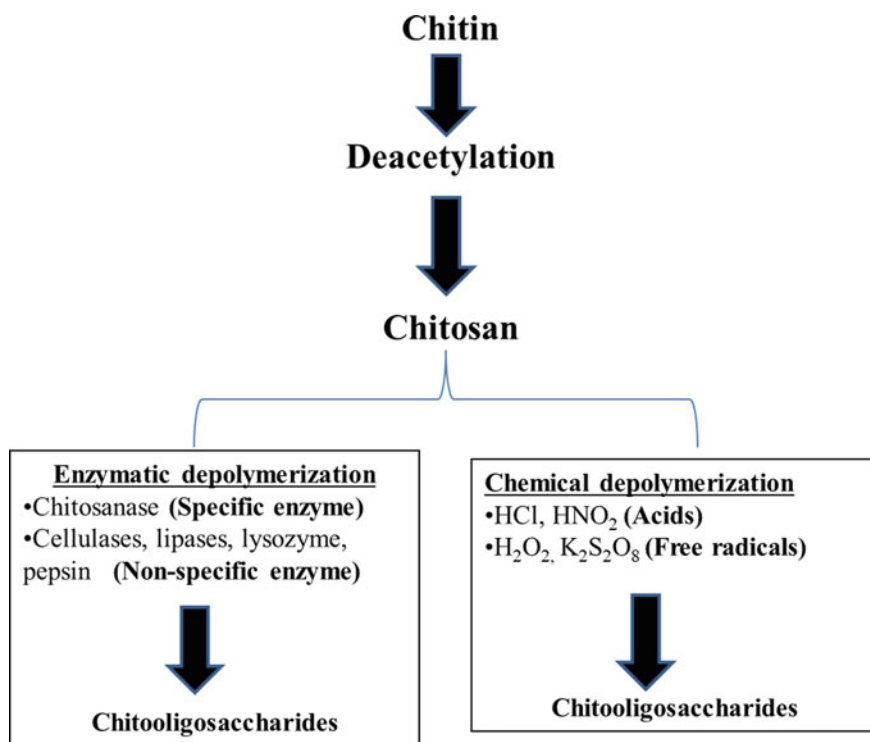 Chitin
Deacetylation
Chitosan
Enzymatic depolymerization
•Chitosanase (Specific enzyme)
•Cellulases, lipases, lysozyme,
pepsin (Non-specific enzyme)
Chitooligosaccharides
Chemical depolymerization
•HCl, HNO₂ (Acids)
•H₂O₂, K₂S₂O₈ (Free radicals)
Chitooligosaccharides